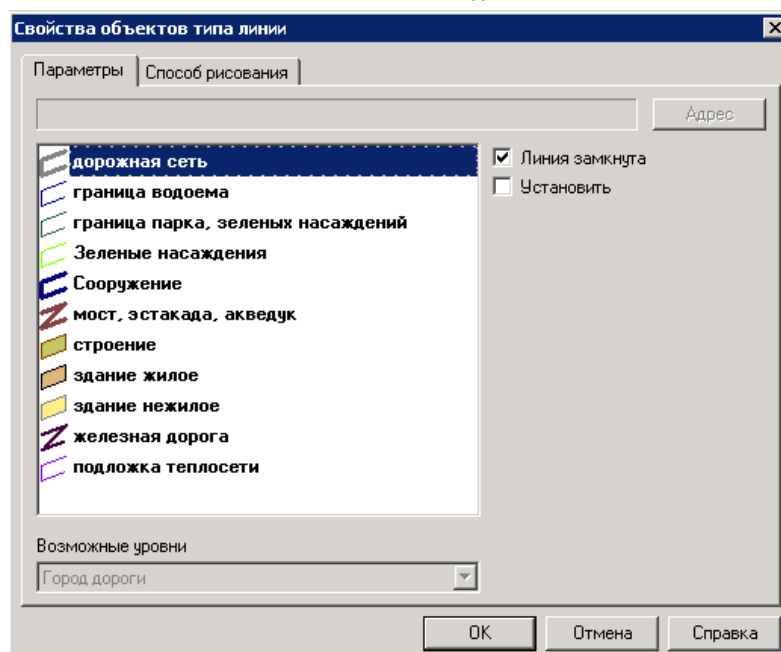 Свойства объектов типа линии
Параметры
Способ рисования
Адрес
дорожная сеть
граница водоема
граница парка, зеленых насаждений
Зеленые насаждения
Сооружение
мост, эстакада, акведук
строение
здание жилое
здание нежилое
железная дорога
подложка теплосети
Линия замкнута
Установить
Возможные уровни
Город дороги
OK
Отмена
Справка